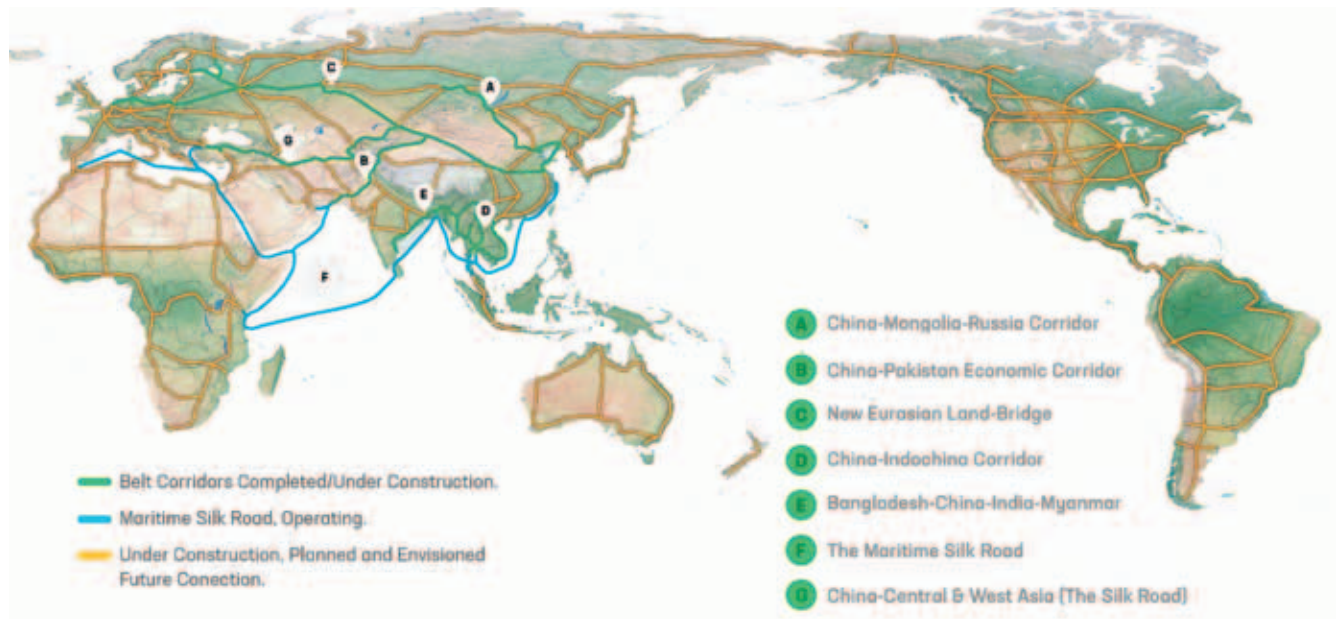 C
A
G
B
E
D
F
A China-Mongolia-Russia Corridor
B China-Pakistan Economic Corridor
C New Eurasian Land-Bridge
D China-Indochina Corridor
E Bangladesh-China-India-Myanmar
F The Maritime Silk Road
G China-Central & West Asia (The Silk Road)
Belt Corridors Completed/Under Construction.
Maritime Silk Road, Operating.
Under Construction, Planned and Envisioned
Future Conection.